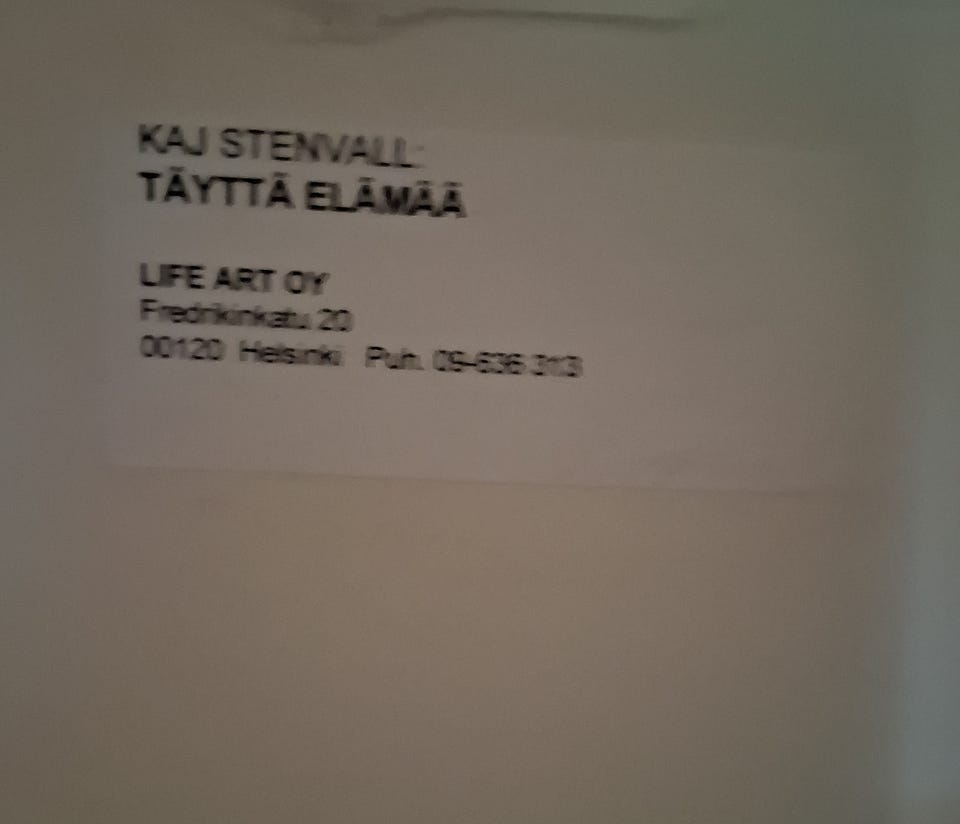 KAJ STENVALL:
TÄYTTÄ ELÄMÄÄ
LIFE ART OY
Fredrikinkatu 20
00120 Helsinki Puh. 09-636 313